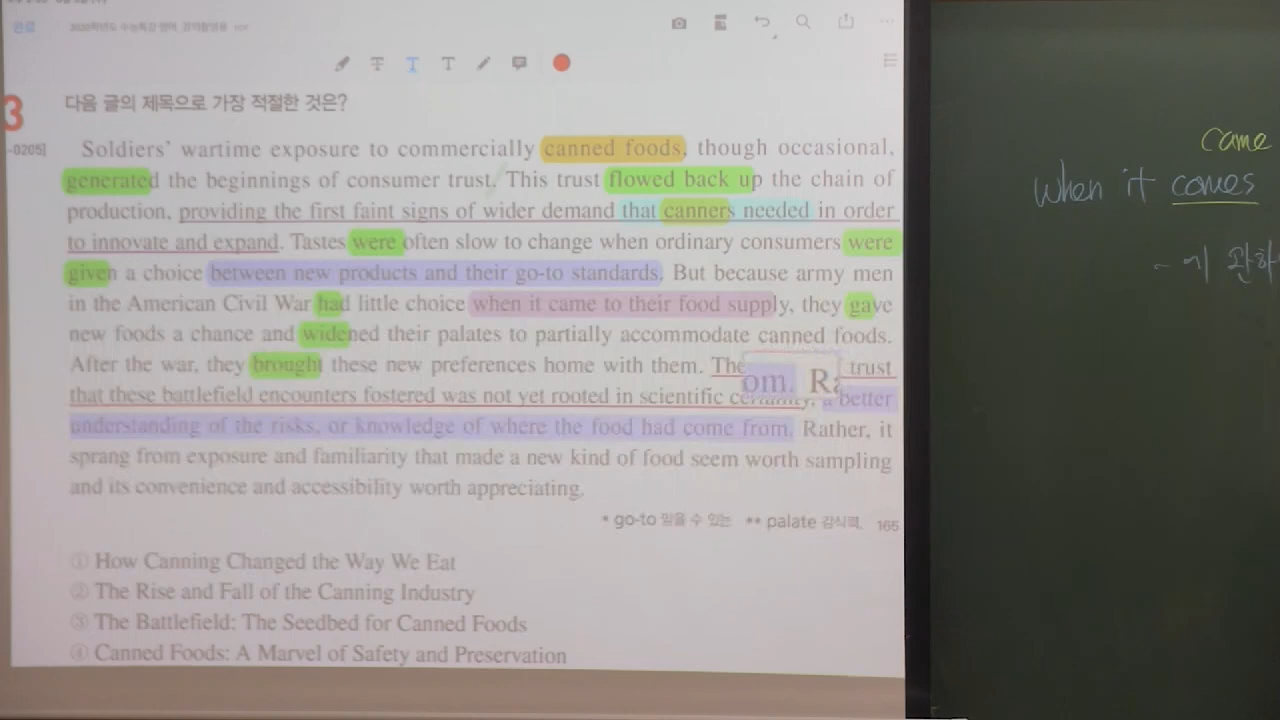 완료
3
다음 글의 제목으로 가장 적절한 것은?
-0205]
Soldiers' wartime exposure to commercially canned foods, though occasional,
generated the beginnings of consumer trust. This trust flowed back up the chain of
production, providing the first faint signs of wider demand that canners needed in order
to innovate and expand. Tastes were often slow to change when ordinary consumers were
given a choice between new products and their go-to standards. But because army men
in the American Civil War had little choice when it came to their food supply, they gave
new foods a chance and widened their palates to partially accommodate canned foods.
After the war, they brought these new preferences home with them. The trust
om. Ra
that these battlefield encounters fostered was not yet rooted in scientific certainty, a better
understanding of the risks, or knowledge of where the food had come from. Rather, it
sprang from exposure and familiarity that made a new kind of food seem worth sampling
and its convenience and accessibility worth appreciating.
* go-to 믿을 수 있는 ** palate 감식력, 165
① How Canning Changed the Way We Eat
② The Rise and Fall of the Canning Industry
③ The Battlefield: The Seedbed for Canned Foods
④ Canned Foods: A Marvel of Safety and Preservation
came
when it comes
~에 관하